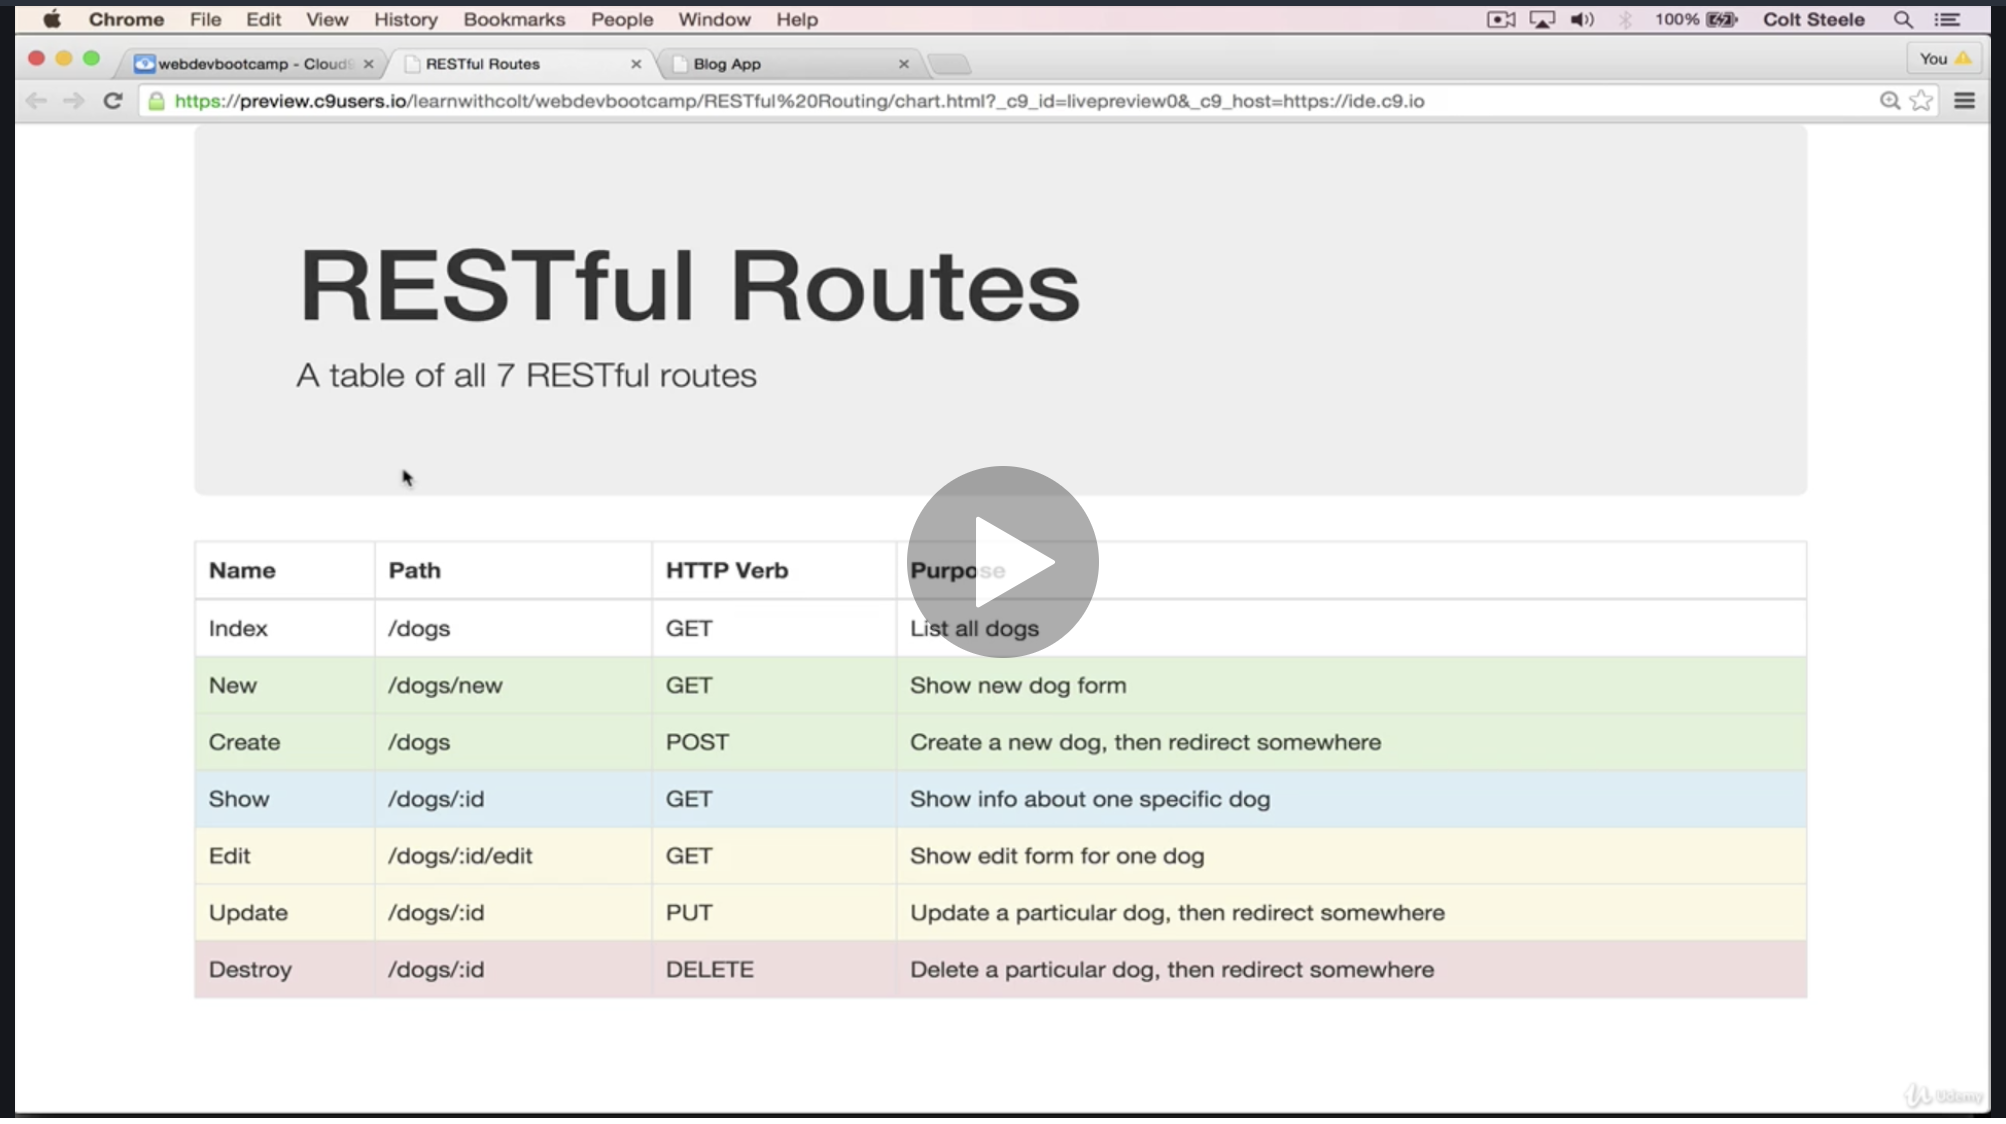 Chrome File Edit View History Bookmarks People Window Help 100% Colt Steele
webdevbootcamp - Cloud9 RESTful Routes Blog App You
https://preview.c9users.io/learnwithcolt/webdevbootcamp/RESTful%20Routing/chart.html?_c9_id=livepreview0&_c9_host=https://ide.c9.io
RESTful Routes
A table of all 7 RESTful routes
Name Path HTTP Verb Purpose
Index /dogs GET List all dogs
New /dogs/new GET Show new dog form
Create /dogs POST Create a new dog, then redirect somewhere
Show /dogs/:id GET Show info about one specific dog
Edit /dogs/:id/edit GET Show edit form for one dog
Update /dogs/:id PUT Update a particular dog, then redirect somewhere
Destroy /dogs/:id DELETE Delete a particular dog, then redirect somewhere
Udemy